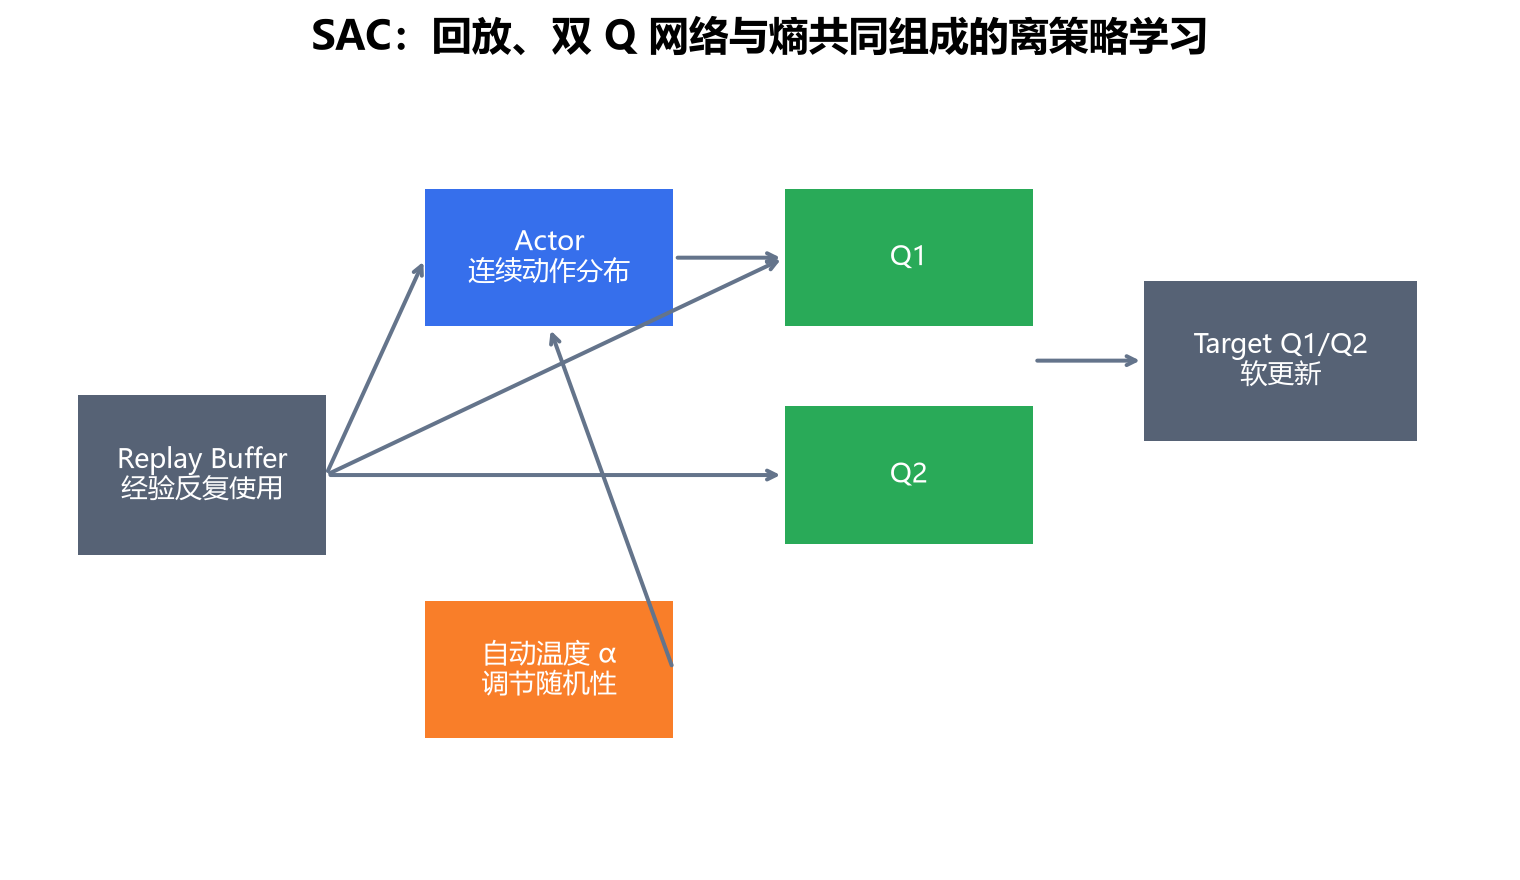 SAC：回放、双 Q 网络与熵共同组成的离策略学习
Actor
连续动作分布
Q1
Target Q1/Q2
软更新
Replay Buffer
经验反复使用
Q2
自动温度 α
调节随机性